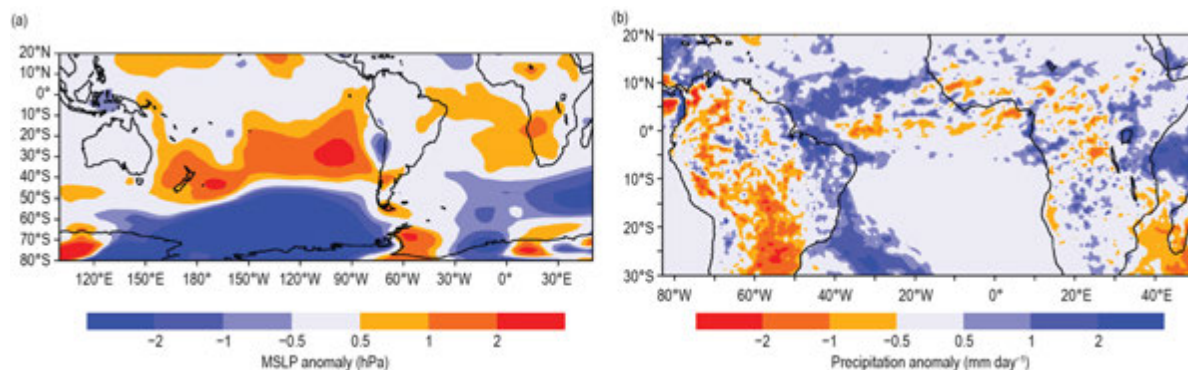 (a)
20°N
10°N
0°
10°S
20°S
30°S
40°S
50°S
60°S
70°S
80°S
120°E 150°E 180° 150°W 120°W 90°W 60°W 30°W 0° 30°E
−2 −1 −0.5 0.5 1 2
MSLP anomaly (hPa)
(b)
20°N
10°N
0°
10°S
20°S
30°S
80°W 60°W 40°W 20°W 0° 20°E 40°E
−2 −1 −0.5 0.5 1 2
Precipitation anomaly (mm day⁻¹)